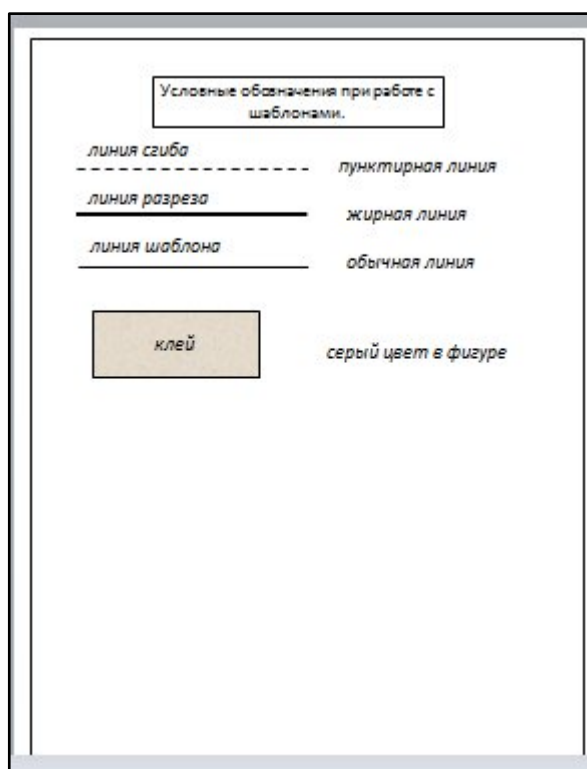 Условные обозначения при работе с
шаблонами.
линия сгиба
пунктирная линия
линия разреза
жирная линия
линия шаблона
обычная линия
клей
серый цвет в фигуре